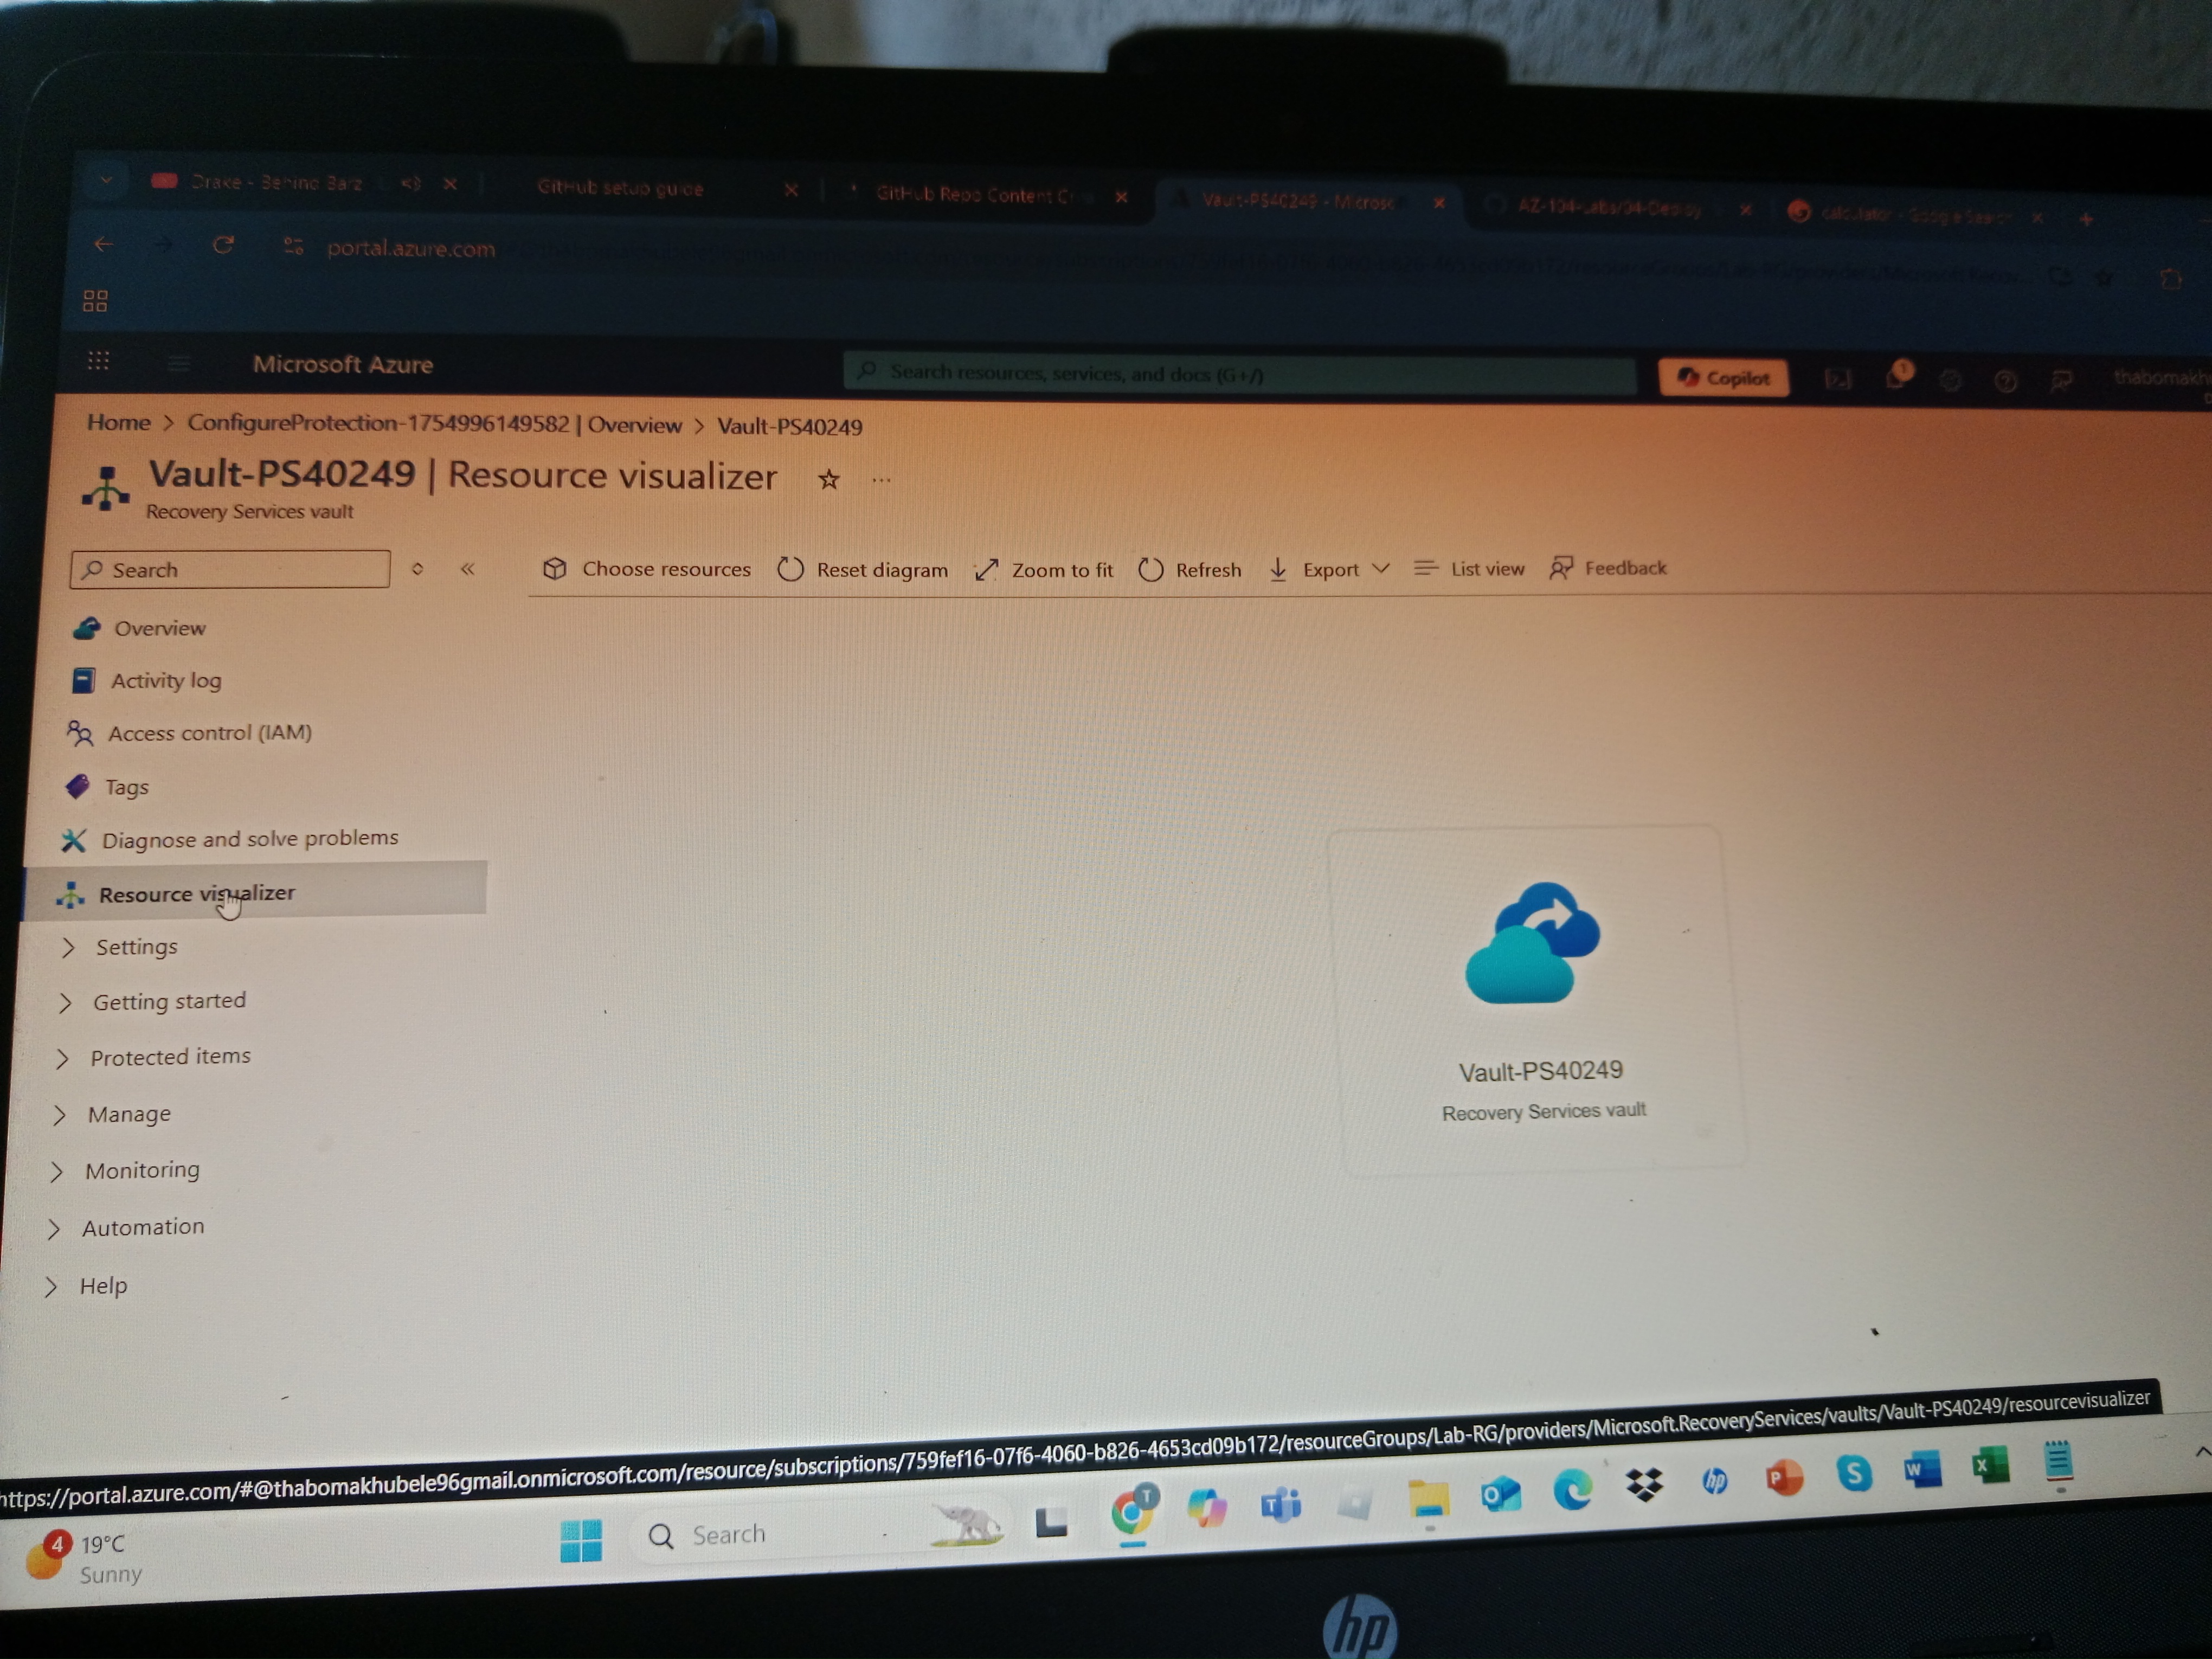 Drake - Behind Barz
GitHub setup guide
GitHub Repo Content C
Vault-PS40249 - Microsc
AZ-104-Labs/04-Deploy
calculator - Google Search
portal.azure.com
Microsoft Azure
Search resources, services, and docs (G+/)
Copilot
1
thabomakh
Home > ConfigureProtection-1754996149582 | Overview > Vault-PS40249
Vault-PS40249 | Resource visualizer
Recovery Services vault
Search
Choose resources
Reset diagram
Zoom to fit
Refresh
Export
List view
Feedback
Overview
Activity log
Access control (IAM)
Tags
Diagnose and solve problems
Resource visualizer
Settings
Getting started
Protected items
Manage
Monitoring
Automation
Help
Vault-PS40249
Recovery Services vault
https://portal.azure.com/#@thabomakhubele96gmail.onmicrosoft.com/resource/subscriptions/759fef16-07f6-4060-b826-4653cd09b172/resourceGroups/Lab-RG/providers/Microsoft.RecoveryServices/vaults/Vault-PS40249/resourcevisualizer
4
19°C
Sunny
Search
T
hp